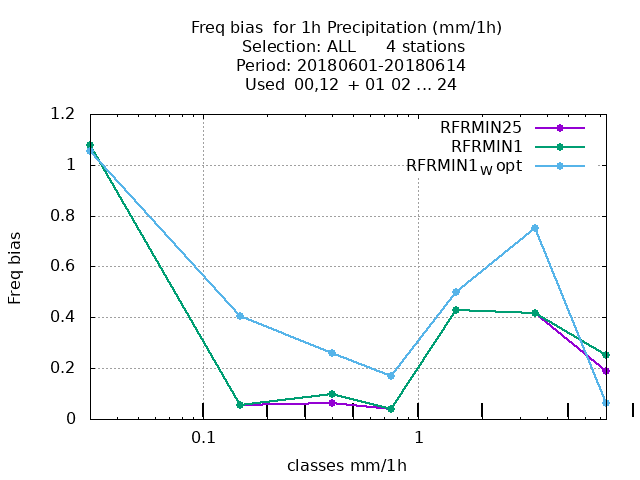 Freq bias  for 1h Precipitation (mm/1h)
Selection: ALL      4 stations
Period: 20180601-20180614
Used  00,12  + 01 02 ... 24
RFRMIN25
RFRMIN1
RFRMIN1W opt
1.2
1
0.8
0.6
0.4
0.2
0
Freq bias
0.1 1
classes mm/1h